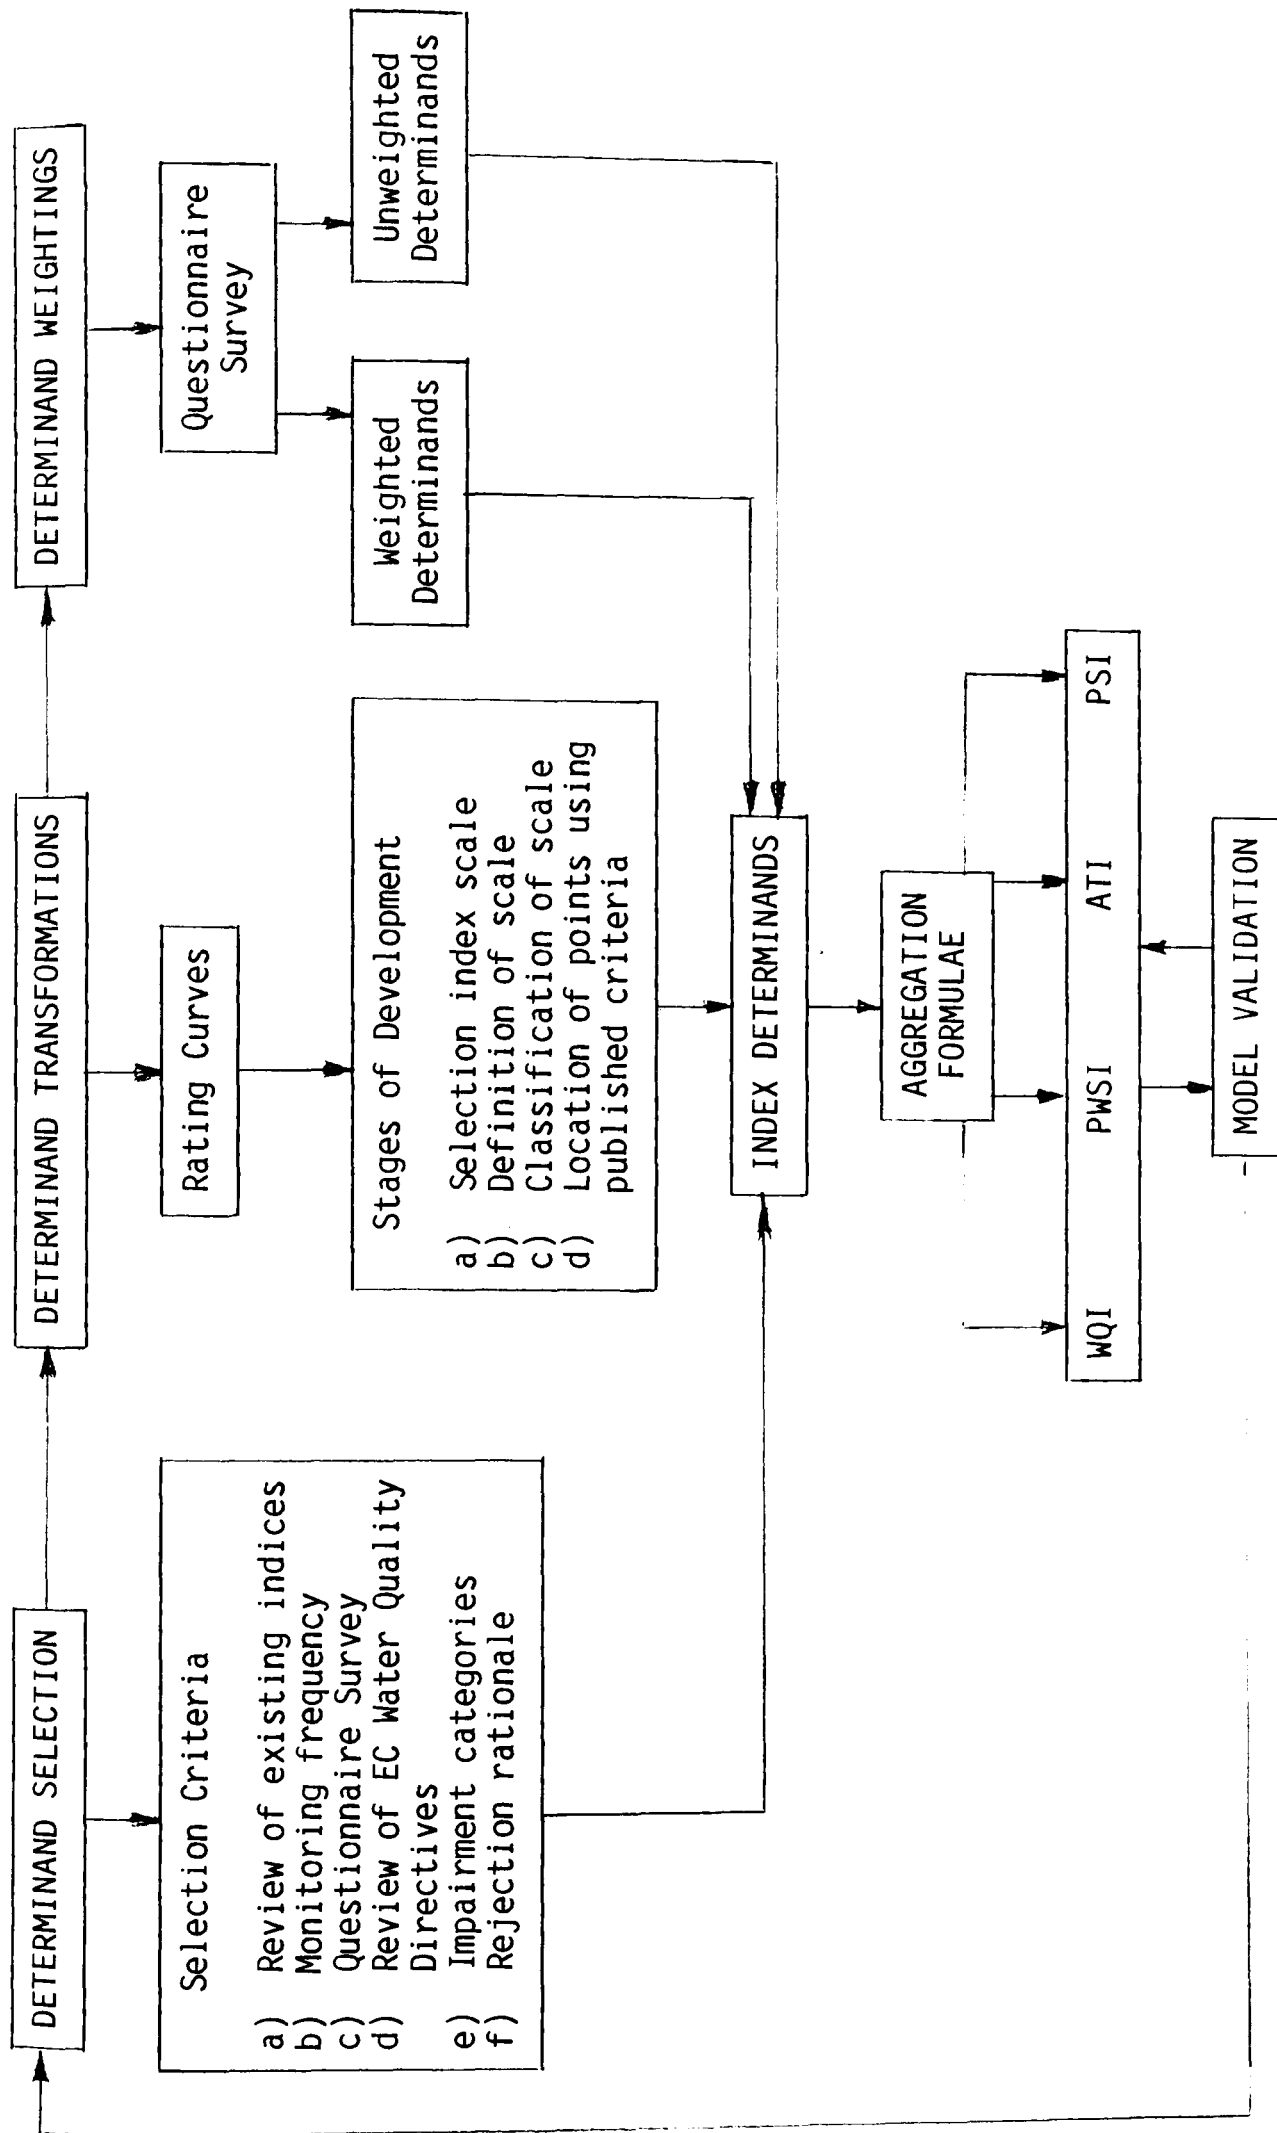 DETERMINAND SELECTION
DETERMINAND TRANSFORMATIONS
DETERMINAND WEIGHTINGS
Selection Criteria
a) Review of existing indices
b) Monitoring frequency
c) Questionnaire Survey
d) Review of EC Water Quality
Directives
e) Impairment categories
f) Rejection rationale
Rating Curves
Stages of Development
a) Selection index scale
b) Definition of scale
c) Classification of scale
d) Location of points using
published criteria
Questionnaire
Survey
Weighted
Determinands
Unweighted
Determinands
INDEX DETERMINANDS
AGGREGATION
FORMULAE
WQI PWSI ATI PSI
MODEL VALIDATION